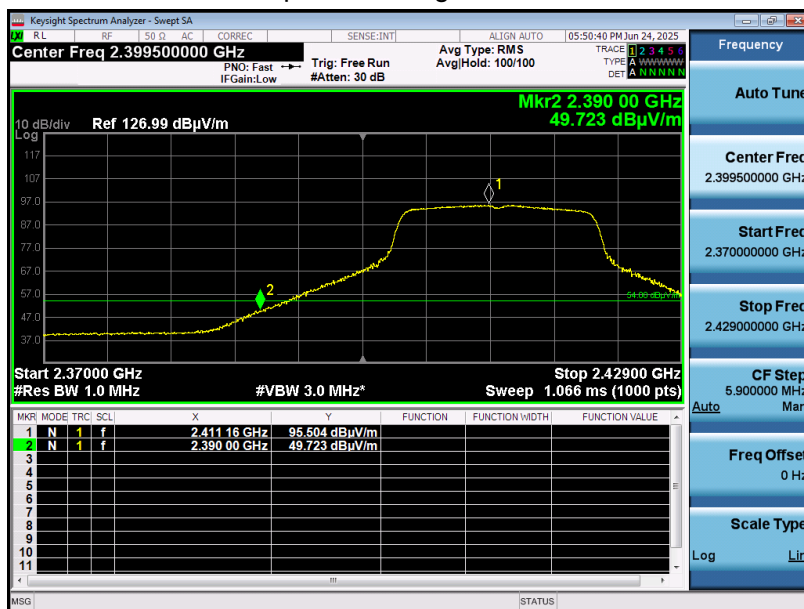 Keysight Spectrum Analyzer - Swept SA
RL RF 50 Ω AC CORREC SENSE:INT ALIGN AUTO 05:50:40 PM Jun 24, 2025
Center Freq 2.399500000 GHz
PNO: Fast
IFGain:Low
Trig: Free Run
#Atten: 30 dB
Avg Type: RMS
Avg|Hold: 100/100
TRACE 1 2 3 4 5 6
TYPE A WWWWW
DET A N N N N N
Mkr2 2.390 00 GHz
49.723 dBµV/m
10 dB/div Ref 126.99 dBµV/m
Log
117
107
97.0
87.0
77.0
67.0
57.0
47.0
37.0
1
2
54.00 dBµV/m
Start 2.37000 GHz Stop 2.42900 GHz
#Res BW 1.0 MHz #VBW 3.0 MHz* Sweep 1.066 ms (1000 pts)
MKR MODE TRC SCL X Y FUNCTION FUNCTION WIDTH FUNCTION VALUE
1 N 1 f 2.411 16 GHz 95.504 dBµV/m
2 N 1 f 2.390 00 GHz 49.723 dBµV/m
3
4
5
6
7
8
9
10
11
MSG STATUS
Frequency
Auto Tune
Center Freq
2.399500000 GHz
Start Freq
2.370000000 GHz
Stop Freq
2.429000000 GHz
CF Step
5.900000 MHz
Auto Man
Freq Offset
0 Hz
Scale Type
Log Lin